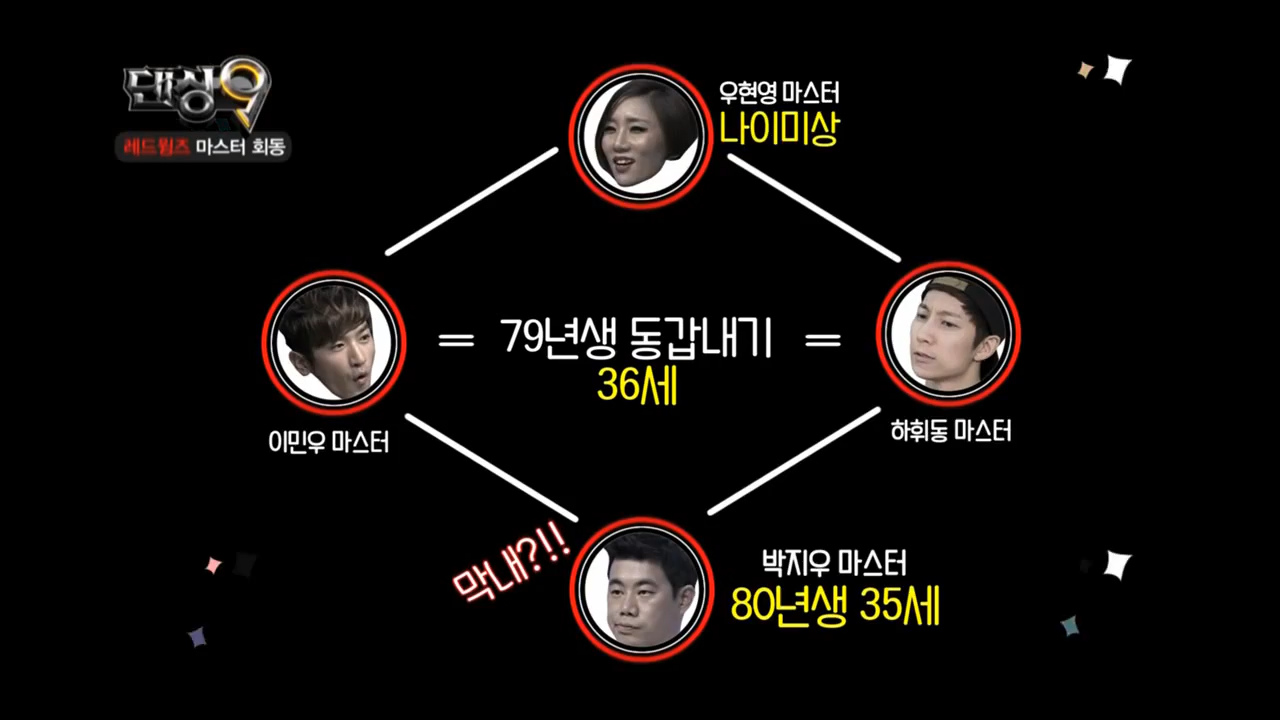 댄싱9
레드윙즈 마스터 회동
우현영 마스터
나이미상
= 79년생 동갑내기 =
36세
이민우 마스터
하휘동 마스터
막내?!!
박지우 마스터
80년생 35세